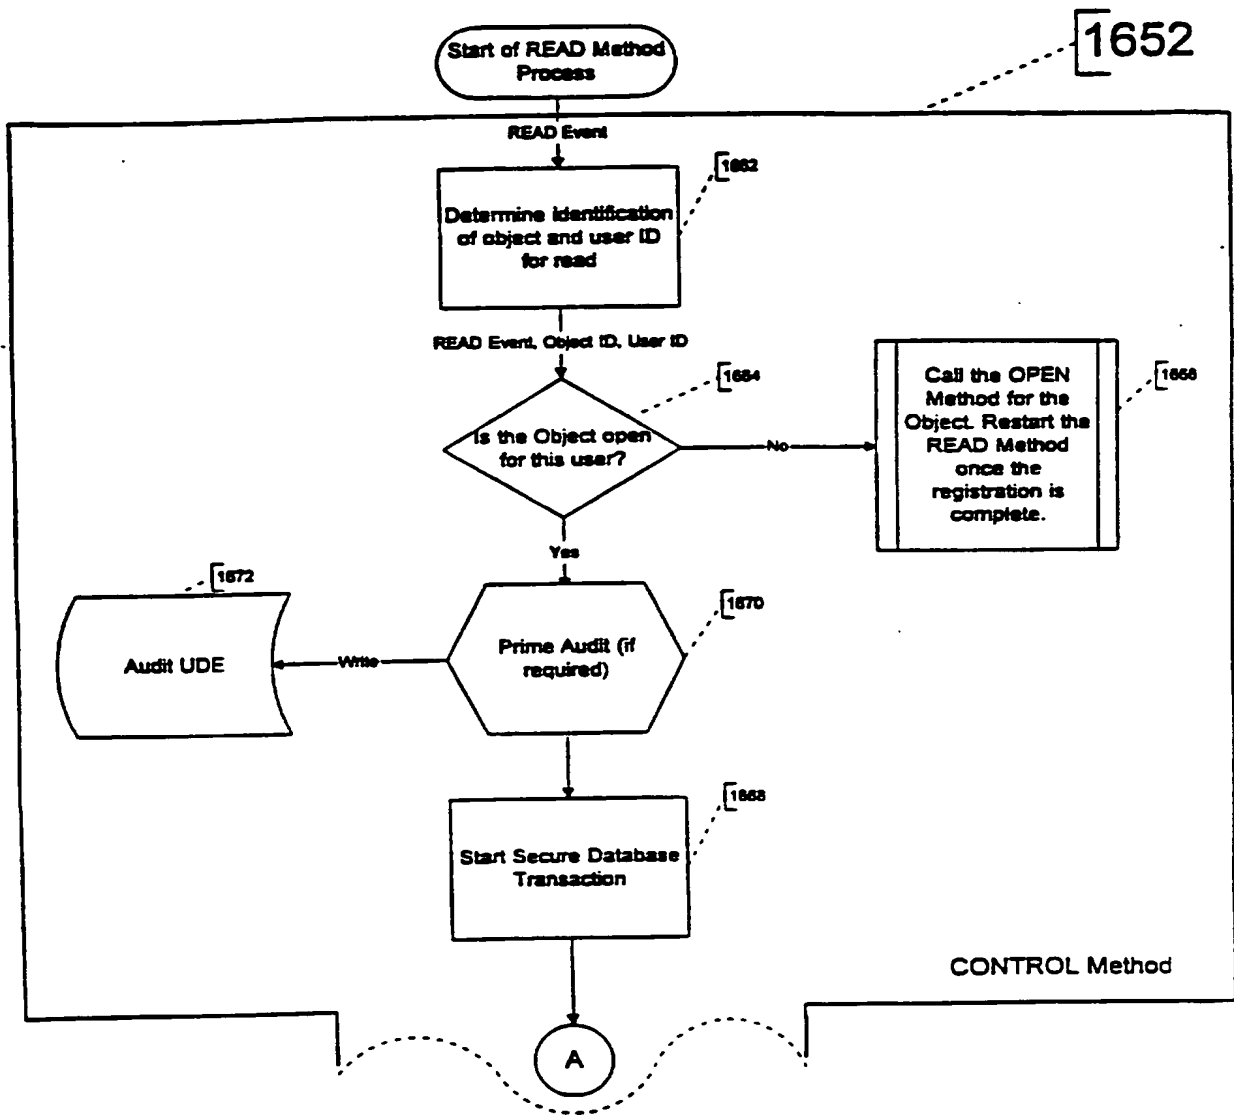 1652
Start of READ Method
Process
READ Event
1662
Determine identification
of object and user ID
for read
READ Event, Object ID, User ID
1664
Is the Object open
for this user?
No
Call the OPEN
Method for the
Object. Restart the
READ Method
once the
registration is
complete.
Yes
1672
1670
Audit UDE
Write
Prime Audit (if
required)
1668
Start Secure Database
Transaction
CONTROL Method
A